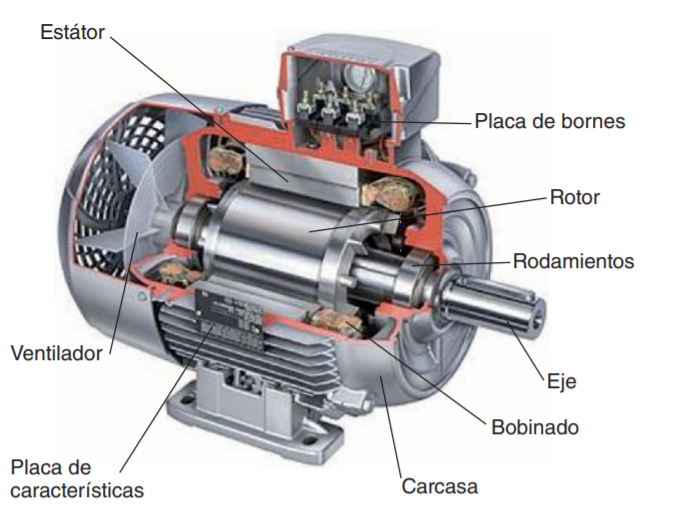 Estátor
Placa de bornes
Rotor
Rodamientos
Ventilador
Eje
Bobinado
Placa de
características
Carcasa